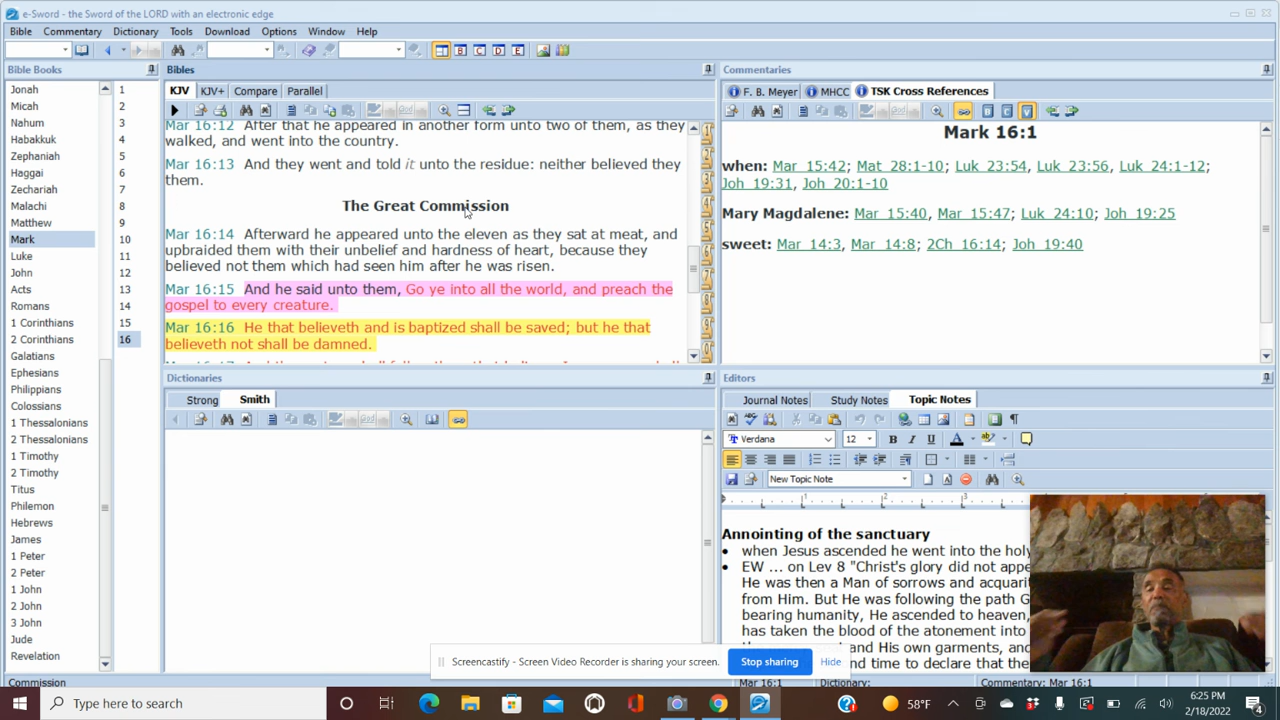 e-Sword - the Sword of the LORD with an electronic edge
Bible Commentary Dictionary Tools Download Options Window Help
B C D E
Bible Books
Jonah
Micah
Nahum
Habakkuk
Zephaniah
Haggai
Zechariah
Malachi
Matthew
Mark
Luke
John
Acts
Romans
1 Corinthians
2 Corinthians
Galatians
Ephesians
Philippians
Colossians
1 Thessalonians
2 Thessalonians
1 Timothy
2 Timothy
Titus
Philemon
Hebrews
James
1 Peter
2 Peter
1 John
2 John
3 John
Jude
Revelation
1
2
3
4
5
6
7
8
9
10
11
12
13
14
15
16
Bibles
KJV KJV+ Compare Parallel
Mar 16:12 After that he appeared in another form unto two of them, as they
walked, and went into the country.
Mar 16:13 And they went and told it unto the residue: neither believed they
them.
The Great Commission
Mar 16:14 Afterward he appeared unto the eleven as they sat at meat, and
upbraided them with their unbelief and hardness of heart, because they
believed not them which had seen him after he was risen.
Mar 16:15 And he said unto them, Go ye into all the world, and preach the
gospel to every creature.
Mar 16:16 He that believeth and is baptized shall be saved; but he that
believeth not shall be damned.
Commentaries
F. B. Meyer MHCC TSK Cross References
Mark 16:1
when: Mar 15:42; Mat 28:1-10; Luk 23:54, Luk 23:56, Luk 24:1-12;
Joh 19:31, Joh 20:1-10
Mary Magdalene: Mar 15:40, Mar 15:47; Luk 24:10; Joh 19:25
sweet: Mar 14:3, Mar 14:8; 2Ch 16:14; Joh 19:40
Dictionaries
Strong Smith
Editors
Journal Notes Study Notes Topic Notes
Verdana 12 B I U A
New Topic Note
1 2 3
Annointing of the sanctuary
when Jesus ascended he went into the holy
EW ... on Lev 8 "Christ's glory did not appe
He was then a Man of sorrows and acquarit
from Him. But He was following the path G
bearing humanity, He ascended to heaven,
has taken the blood of the atonement into
and His own garments, and
nd time to declare that the
Screencastify - Screen Video Recorder is sharing your screen. Stop sharing Hide
Commission
Mar 16:1 Dictionary: Commentary: Mar 16:1
Type here to search
58°F
6:25 PM
2/18/2022
4